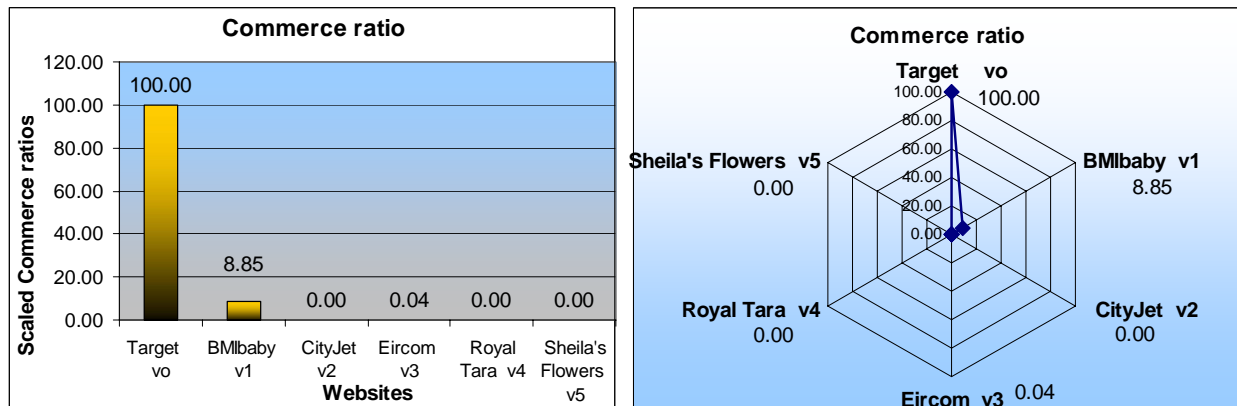 Commerce ratio
Scaled Commerce ratios
120.00
100.00
80.00
60.00
40.00
20.00
0.00
100.00
8.85
0.00
0.04
0.00
0.00
Target vo
BMIbaby v1
CityJet v2
Eircom v3
Royal Tara v4
Sheila's Flowers v5
Websites
Commerce ratio
Target vo
100.00
100.00
80.00
60.00
40.00
20.00
0.00
Sheila's Flowers v5
0.00
BMIbaby v1
8.85
Royal Tara v4
0.00
CityJet v2
0.00
Eircom v3
0.04